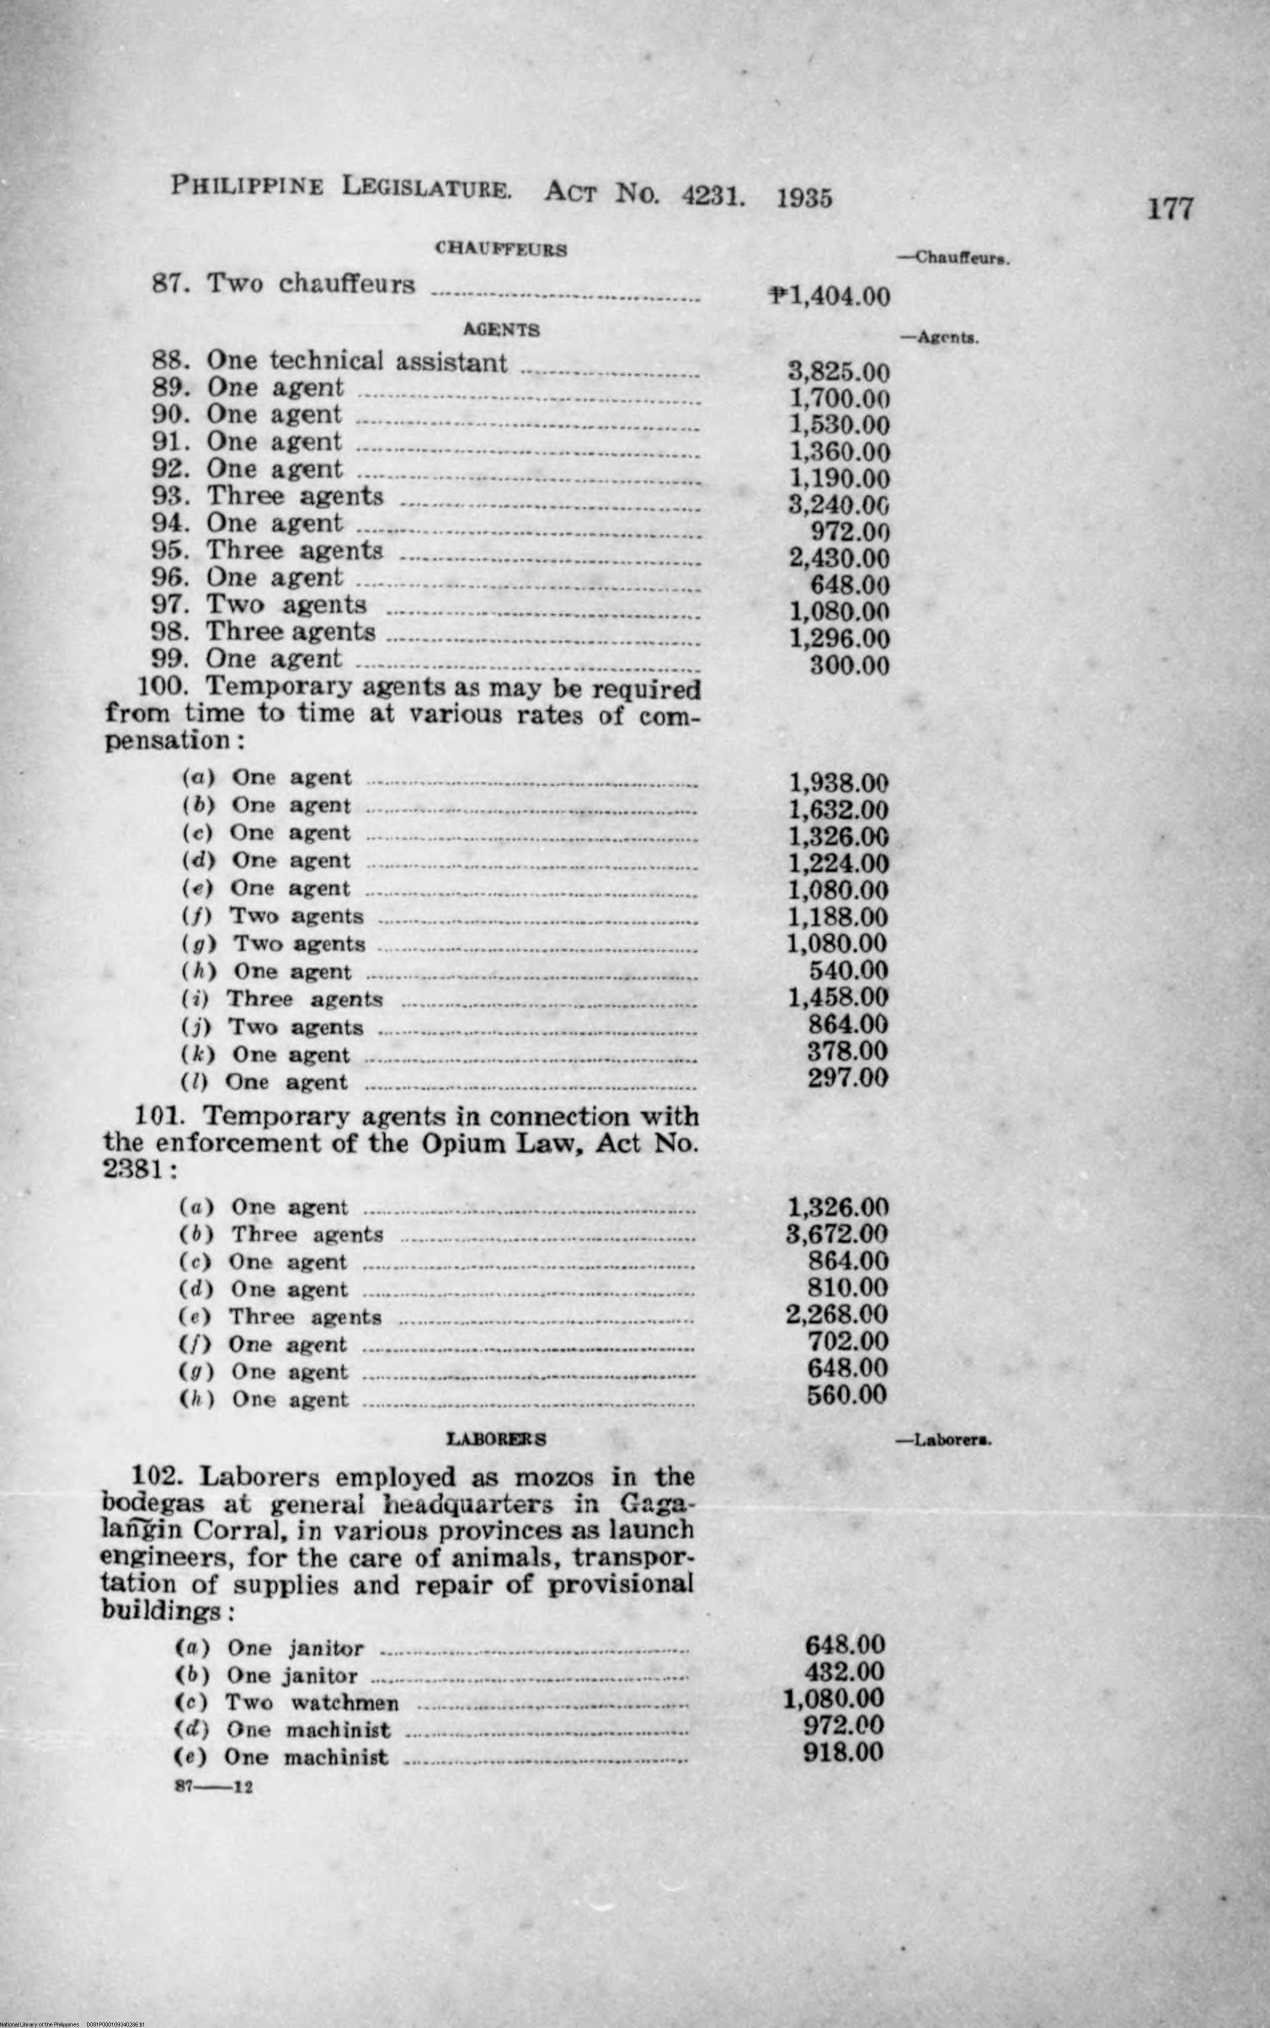 PHILIPPINE LEGISLATURE. ACT NO. 4231. 1935 177
CHAUFFEURS —Chauffeurs.
87. Two chauffeurs ₱1,404.00
AGENTS —Agents.
88. One technical assistant 3,825.00
89. One agent 1,700.00
90. One agent 1,530.00
91. One agent 1,360.00
92. One agent 1,190.00
93. Three agents 3,240.00
94. One agent 972.00
95. Three agents 2,430.00
96. One agent 648.00
97. Two agents 1,080.00
98. Three agents 1,296.00
99. One agent 300.00
100. Temporary agents as may be required
from time to time at various rates of com-
pensation:
(a) One agent 1,938.00
(b) One agent 1,632.00
(c) One agent 1,326.00
(d) One agent 1,224.00
(e) One agent 1,080.00
(f) Two agents 1,188.00
(g) Two agents 1,080.00
(h) One agent 540.00
(i) Three agents 1,458.00
(j) Two agents 864.00
(k) One agent 378.00
(l) One agent 297.00
101. Temporary agents in connection with
the enforcement of the Opium Law, Act No.
2381:
(a) One agent 1,326.00
(b) Three agents 3,672.00
(c) One agent 864.00
(d) One agent 810.00
(e) Three agents 2,268.00
(f) One agent 702.00
(g) One agent 648.00
(h) One agent 560.00
LABORERS —Laborers.
102. Laborers employed as mozos in the
bodegas at general headquarters in Gaga-
lan͠gin Corral, in various provinces as launch
engineers, for the care of animals, transpor-
tation of supplies and repair of provisional
buildings:
(a) One janitor 648.00
(b) One janitor 432.00
(c) Two watchmen 1,080.00
(d) One machinist 972.00
(e) One machinist 918.00
87——12
National Library of the Philippines